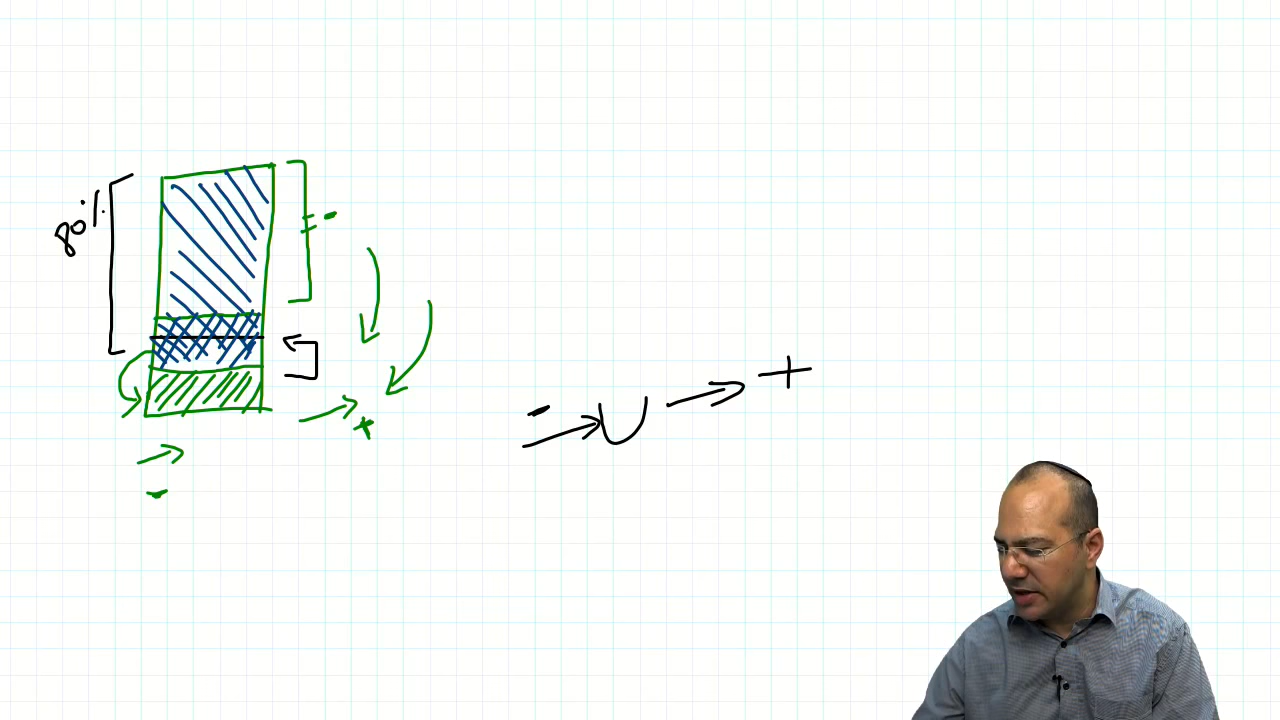 80%
-
+
-
- U +